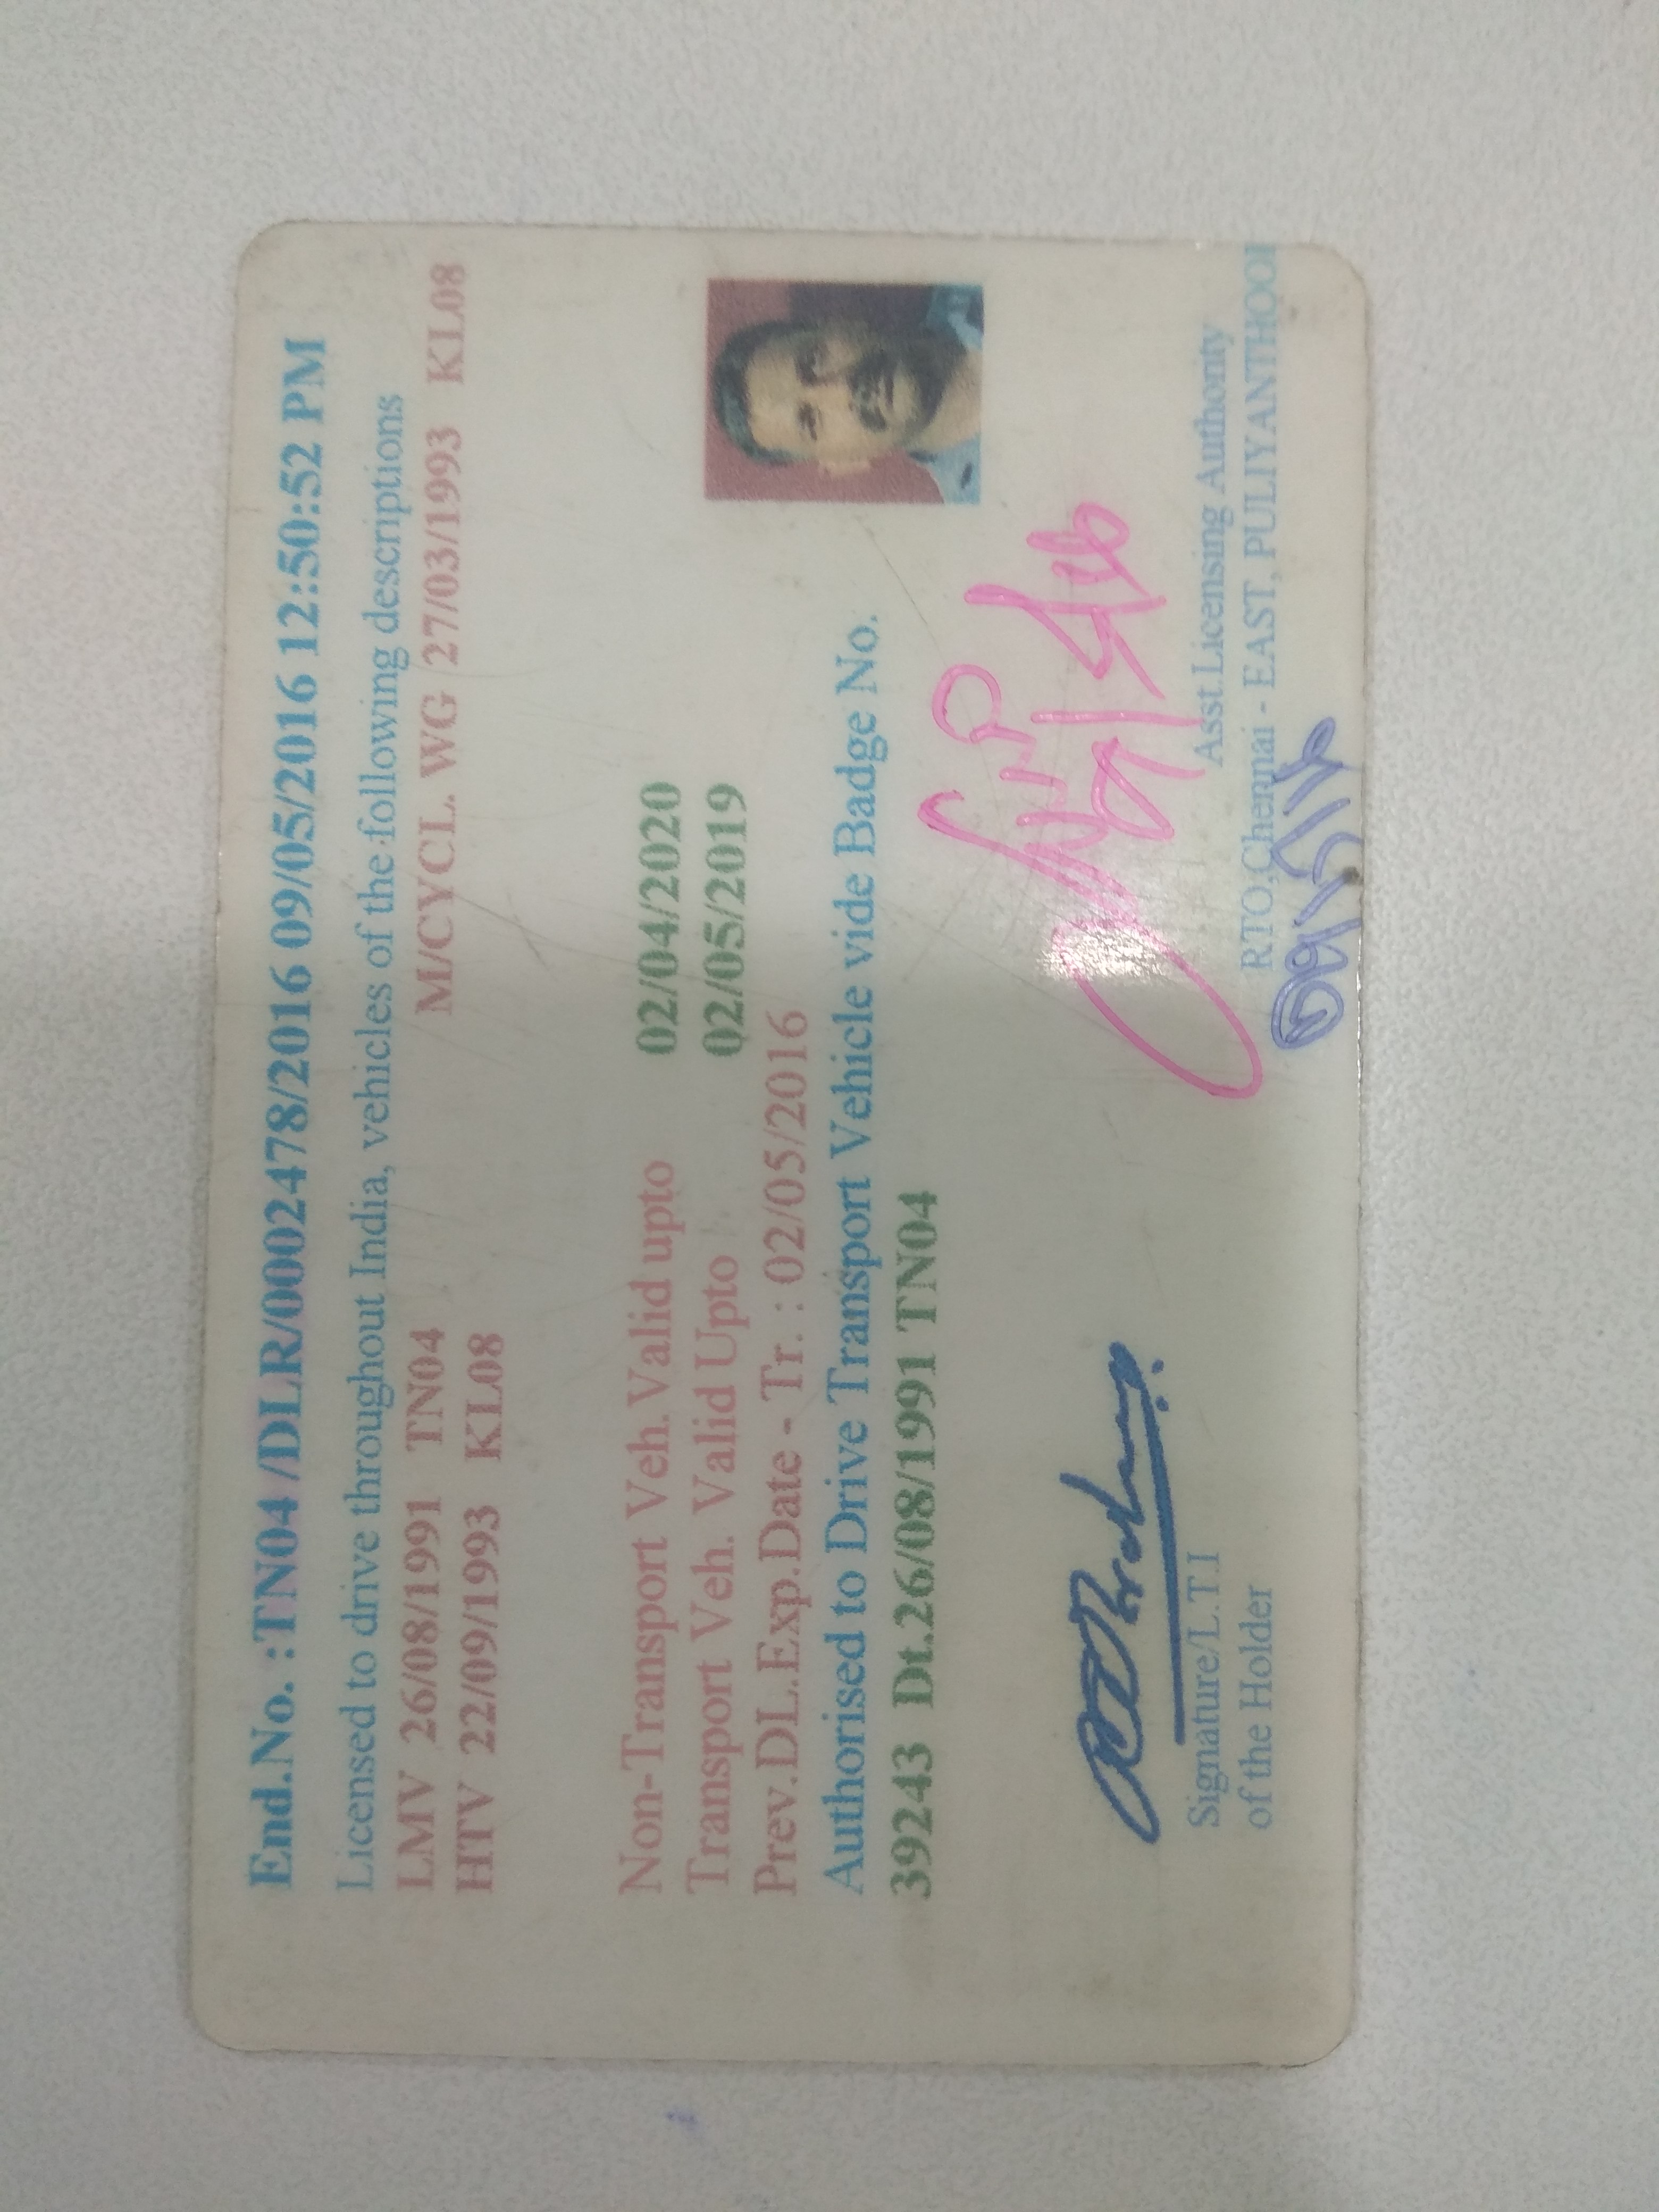 End.No. :TN04 /DLR/0002478/2016 09/05/2016 12:50:52 PM
Licensed to drive throughout India, vehicles of the following descriptions
LMV 26/08/1991 TN04 M/CYCL. WG 27/03/1993 KL08
HTV 22/09/1993 KL08
Non-Transport Veh.Valid upto 02/04/2020
Transport Veh. Valid Upto 02/05/2019
Prev.DL.Exp.Date - Tr. : 02/05/2016
Authorised to Drive Transport Vehicle vide Badge No.
39243 Dt.26/08/1991 TN04
Signature/L.T.I
of the Holder
Asst.Licensing Authority
RTO,Chennai - EAST, PULIYANTHOOP